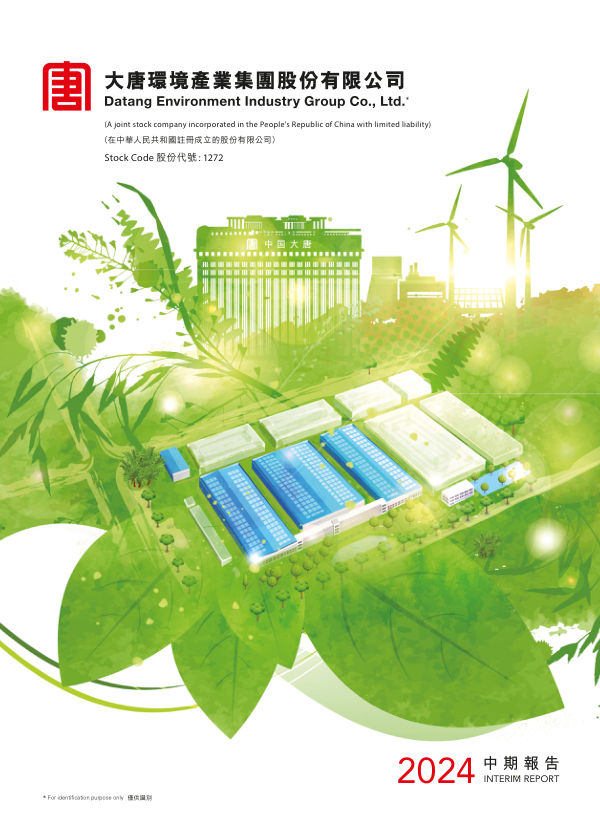 唐
大唐環境產業集團股份有限公司
Datang Environment Industry Group Co., Ltd.*
(A joint stock company incorporated in the People's Republic of China with limited liability)
(在中華人民共和國註冊成立的股份有限公司)
Stock Code 股份代號 : 1272
中国大唐
2024 中期報告
INTERIM REPORT
* For identification purpose only 僅供識別